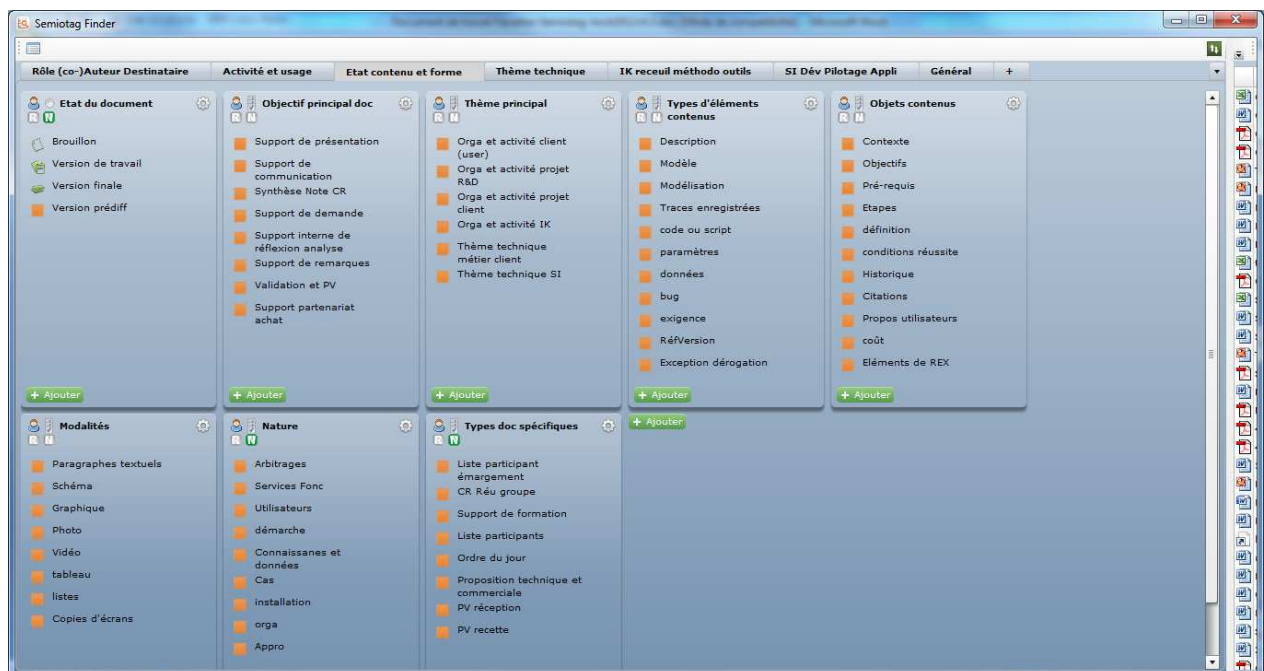 Semiotag Finder
Rôle (co-)Auteur Destinataire
Activité et usage
Etat contenu et forme
Thème technique
IK receuil méthodo outils
SI Dév Pilotage Appli
Général
+
Etat du document
R N
Brouillon
Version de travail
Version finale
Version prédiff
+ Ajouter
Objectif principal doc
R N
Support de présentation
Support de
communication
Synthèse Note CR
Support de demande
Support interne de
réflexion analyse
Support de remarques
Validation et PV
Support partenariat
achat
+ Ajouter
Thème principal
R N
Orga et activité client
(user)
Orga et activité projet
R&D
Orga et activité projet
client
Orga et activité IK
Thème technique
métier client
Thème technique SI
+ Ajouter
Types d'éléments
contenus
R N
Description
Modèle
Modélisation
Traces enregistrées
code ou script
paramètres
données
bug
exigence
RéfVersion
Exception dérogation
+ Ajouter
Objets contenus
R N
Contexte
Objectifs
Pré-requis
Etapes
définition
conditions réussite
Historique
Citations
Propos utilisateurs
coût
Eléments de REX
+ Ajouter
Modalités
R N
Paragraphes textuels
Schéma
Graphique
Photo
Vidéo
tableau
listes
Copies d'écrans
Nature
R N
Arbitrages
Services Fonc
Utilisateurs
démarche
Connaissanes et
données
Cas
installation
orga
Appro
Types doc spécifiques
R N
Liste participant
émargement
CR Réu groupe
Support de formation
Liste participants
Ordre du jour
Proposition technique et
commerciale
PV réception
PV recette
+ Ajouter